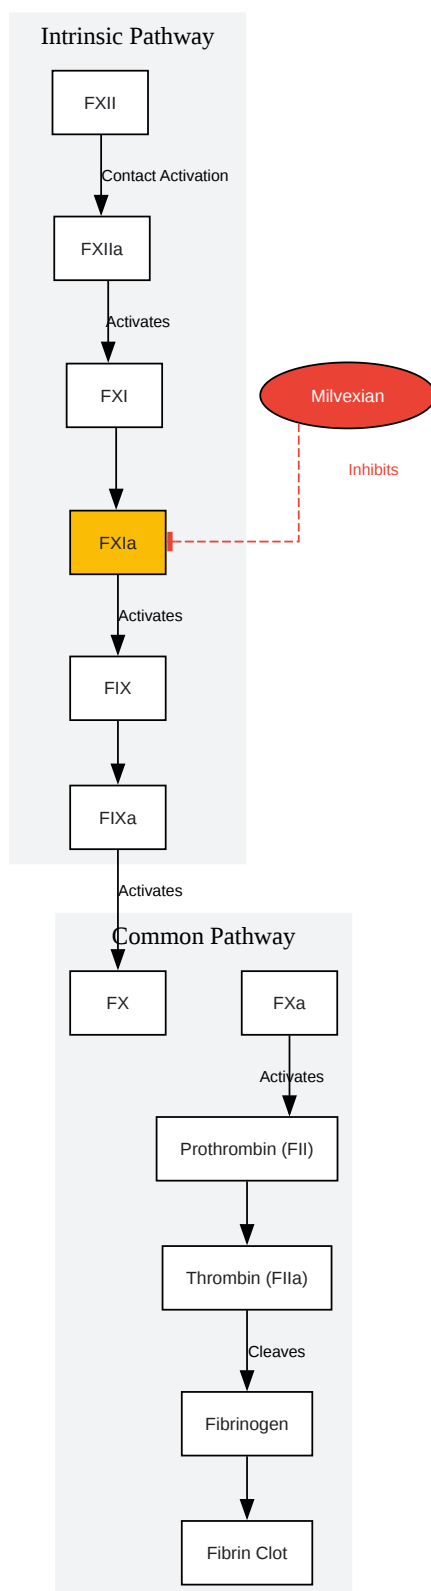 Intrinsic Pathway
FXII
Contact Activation
FXIIa
Activates
FXI
Milvexian
Inhibits
FXIa
Activates
FIX
FIXa
Activates
Common Pathway
FX
FXa
Activates
Prothrombin (FII)
Thrombin (FIIa)
Cleaves
Fibrinogen
Fibrin Clot